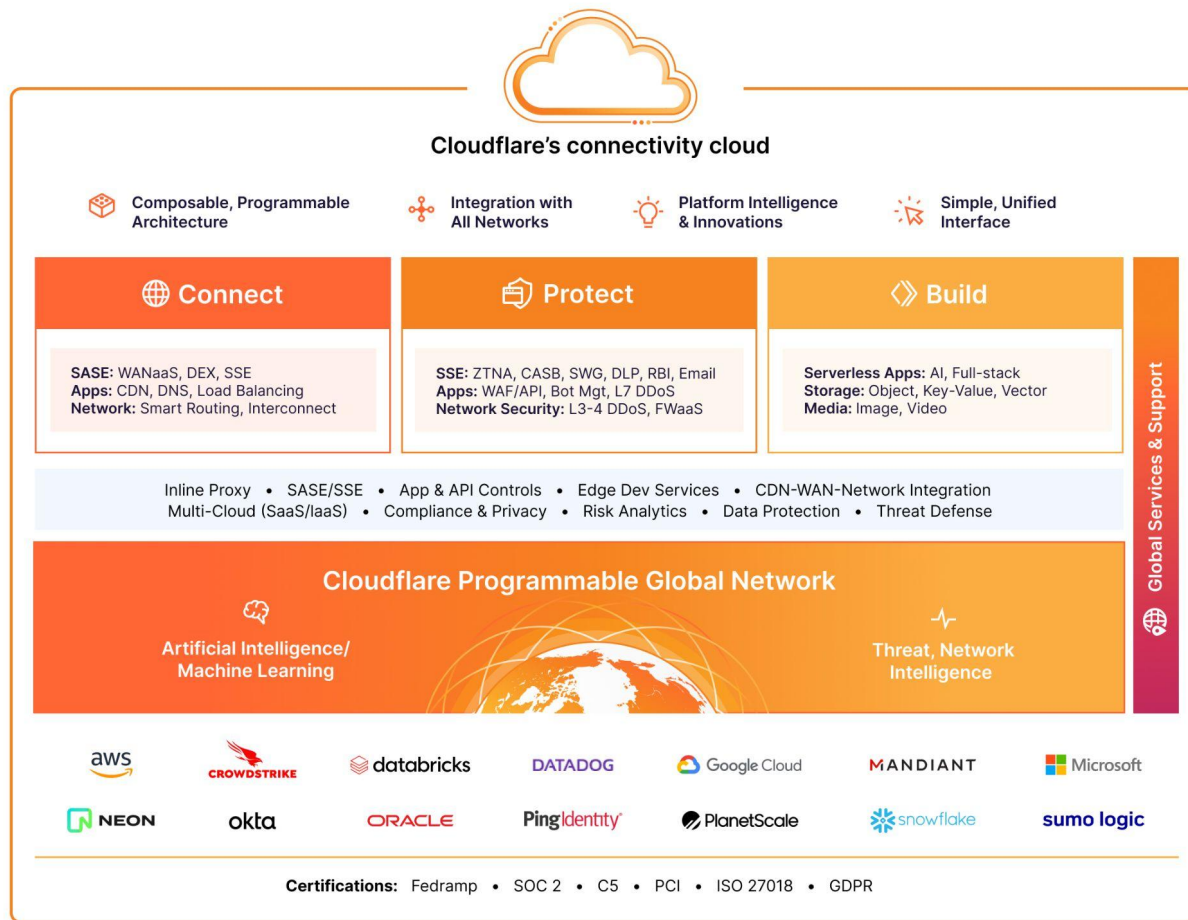 Cloudflare's connectivity cloud
Composable, Programmable
Architecture
Integration with
All Networks
Platform Intelligence
& Innovations
Simple, Unified
Interface
Connect
SASE: WANaaS, DEX, SSE
Apps: CDN, DNS, Load Balancing
Network: Smart Routing, Interconnect
Protect
SSE: ZTNA, CASB, SWG, DLP, RBI, Email
Apps: WAF/API, Bot Mgt, L7 DDoS
Network Security: L3-4 DDoS, FWaaS
Build
Serverless Apps: AI, Full-stack
Storage: Object, Key-Value, Vector
Media: Image, Video
Global Services & Support
Inline Proxy • SASE/SSE • App & API Controls • Edge Dev Services • CDN-WAN-Network Integration
Multi-Cloud (SaaS/IaaS) • Compliance & Privacy • Risk Analytics • Data Protection • Threat Defense
Cloudflare Programmable Global Network
Artificial Intelligence/
Machine Learning
Threat, Network
Intelligence
aws
CROWDSTRIKE
databricks
DATADOG
Google Cloud
MANDIANT
Microsoft
NEON
okta
ORACLE
PingIdentity
PlanetScale
snowflake
sumo logic
Certifications: Fedramp • SOC 2 • C5 • PCI • ISO 27018 • GDPR